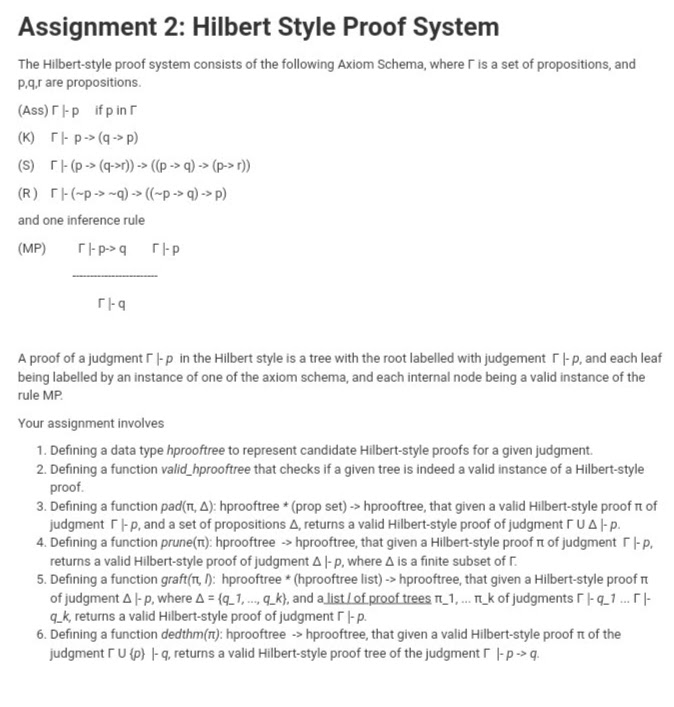 Assignment 2: Hilbert Style Proof System
The Hilbert-style proof system consists of the following Axiom Schema, where Γ is a set of propositions, and
p,q,r are propositions.
(Ass) Γ |- p if p in Γ
(K) Γ |- p -> (q -> p)
(S) Γ |- (p -> (q->r)) -> ((p -> q) -> (p-> r))
(R ) Γ |- (~p -> ~q) -> ((~p -> q) -> p)
and one inference rule
(MP) Γ |- p-> q Γ |- p
------------------------
Γ |- q
A proof of a judgment Γ |- p in the Hilbert style is a tree with the root labelled with judgement Γ |- p, and each leaf
being labelled by an instance of one of the axiom schema, and each internal node being a valid instance of the
rule MP.
Your assignment involves
1. Defining a data type hprooftree to represent candidate Hilbert-style proofs for a given judgment.
2. Defining a function valid_hprooftree that checks if a given tree is indeed a valid instance of a Hilbert-style
proof.
3. Defining a function pad(π, Δ): hprooftree * (prop set) -> hprooftree, that given a valid Hilbert-style proof π of
judgment Γ |- p, and a set of propositions Δ, returns a valid Hilbert-style proof of judgment Γ U Δ |- p.
4. Defining a function prune(π): hprooftree -> hprooftree, that given a Hilbert-style proof π of judgment Γ |- p,
returns a valid Hilbert-style proof of judgment Δ |- p, where Δ is a finite subset of Γ.
5. Defining a function graft(π, l): hprooftree * (hprooftree list) -> hprooftree, that given a Hilbert-style proof π
of judgment Δ |- p, where Δ = {q_1, ..., q_k}, and a list l of proof trees π_1, ... π_k of judgments Γ |- q_1 ... Γ |-
q_k, returns a valid Hilbert-style proof of judgment Γ |- p.
6. Defining a function dedthm(π): hprooftree -> hprooftree, that given a valid Hilbert-style proof π of the
judgment Γ U {p} |- q, returns a valid Hilbert-style proof tree of the judgment Γ |- p -> q.